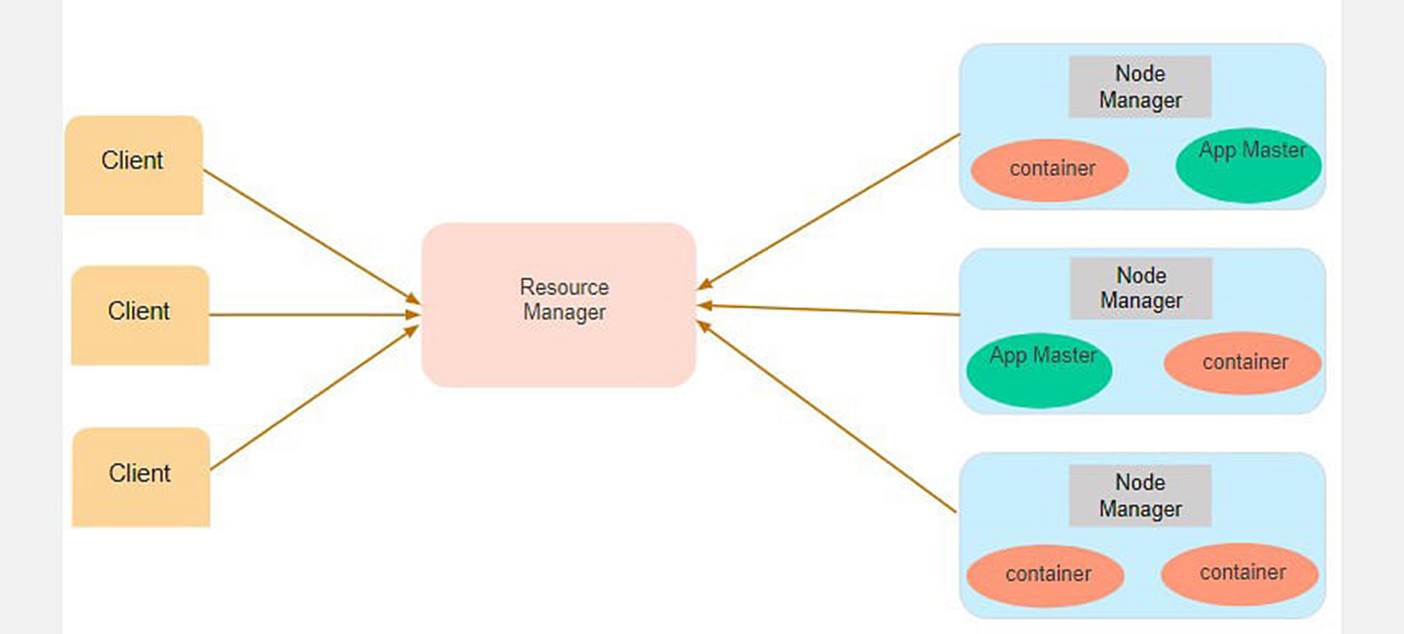 Client
Client
Client
Resource
Manager
Node
Manager
container
App Master
Node
Manager
App Master
container
Node
Manager
container
container